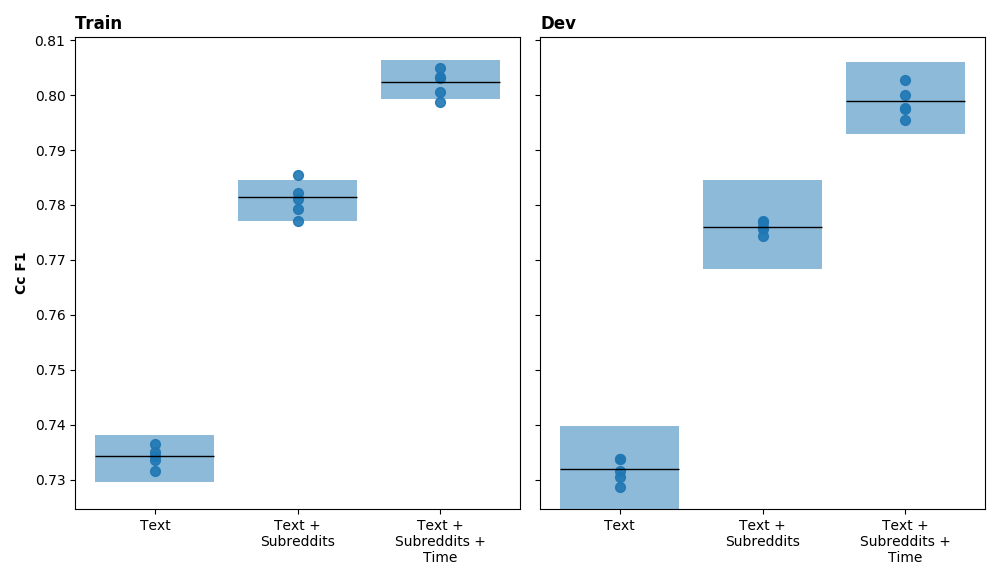 Train
Dev
Cc F1
0.81
0.80
0.79
0.78
0.77
0.76
0.75
0.74
0.73
Text
Text +
Subreddits
Text +
Subreddits +
Time
Text
Text +
Subreddits
Text +
Subreddits +
Time